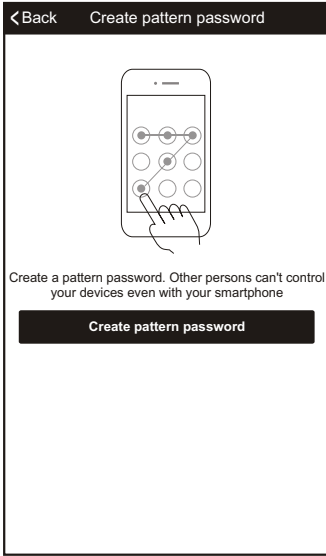 Back Create pattern password
Create a pattern password. Other persons can't control
your devices even with your smartphone
Create pattern password